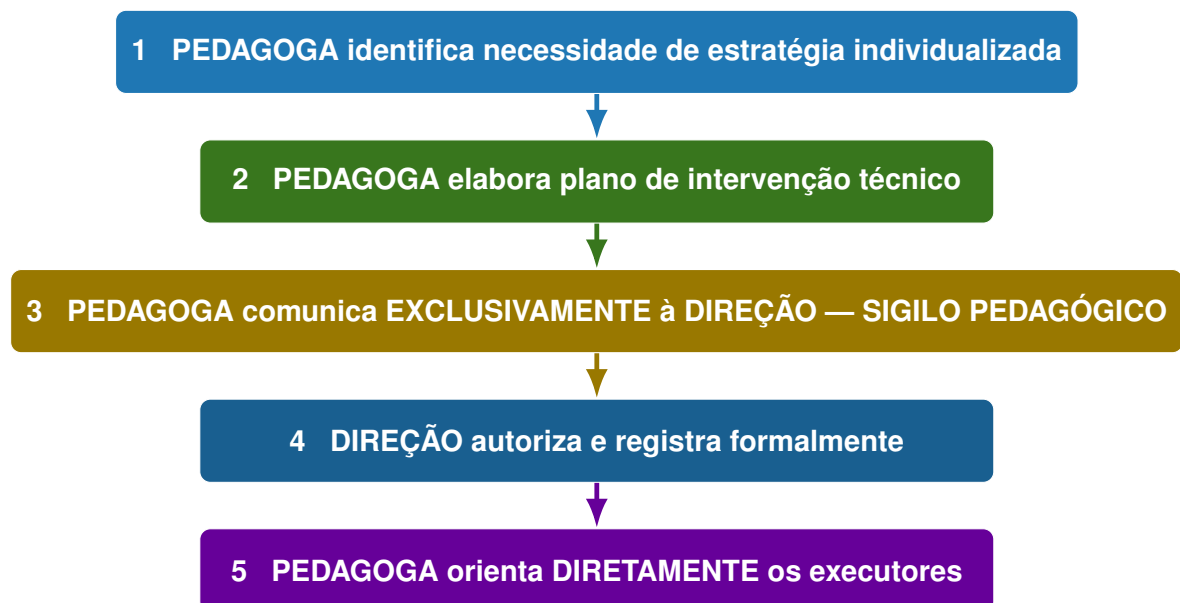 1 PEDAGOGA identifica necessidade de estratégia individualizada
2 PEDAGOGA elabora plano de intervenção técnico
3 PEDAGOGA comunica EXCLUSIVAMENTE à DIREÇÃO — SIGILO PEDAGÓGICO
4 DIREÇÃO autoriza e registra formalmente
5 PEDAGOGA orienta DIRETAMENTE os executores